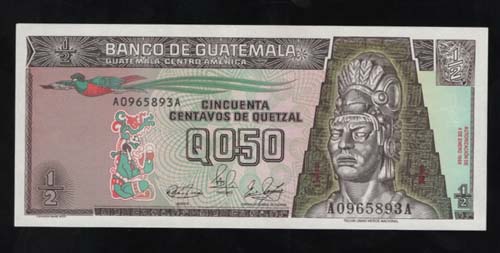 1/2
BANCO DE GUATEMALA
GUATEMALA, CENTRO AMERICA
1/2
A0965893A
CINCUENTA
CENTAVOS DE QUETZAL
Q0.50
1/2
1/2
A0965893A